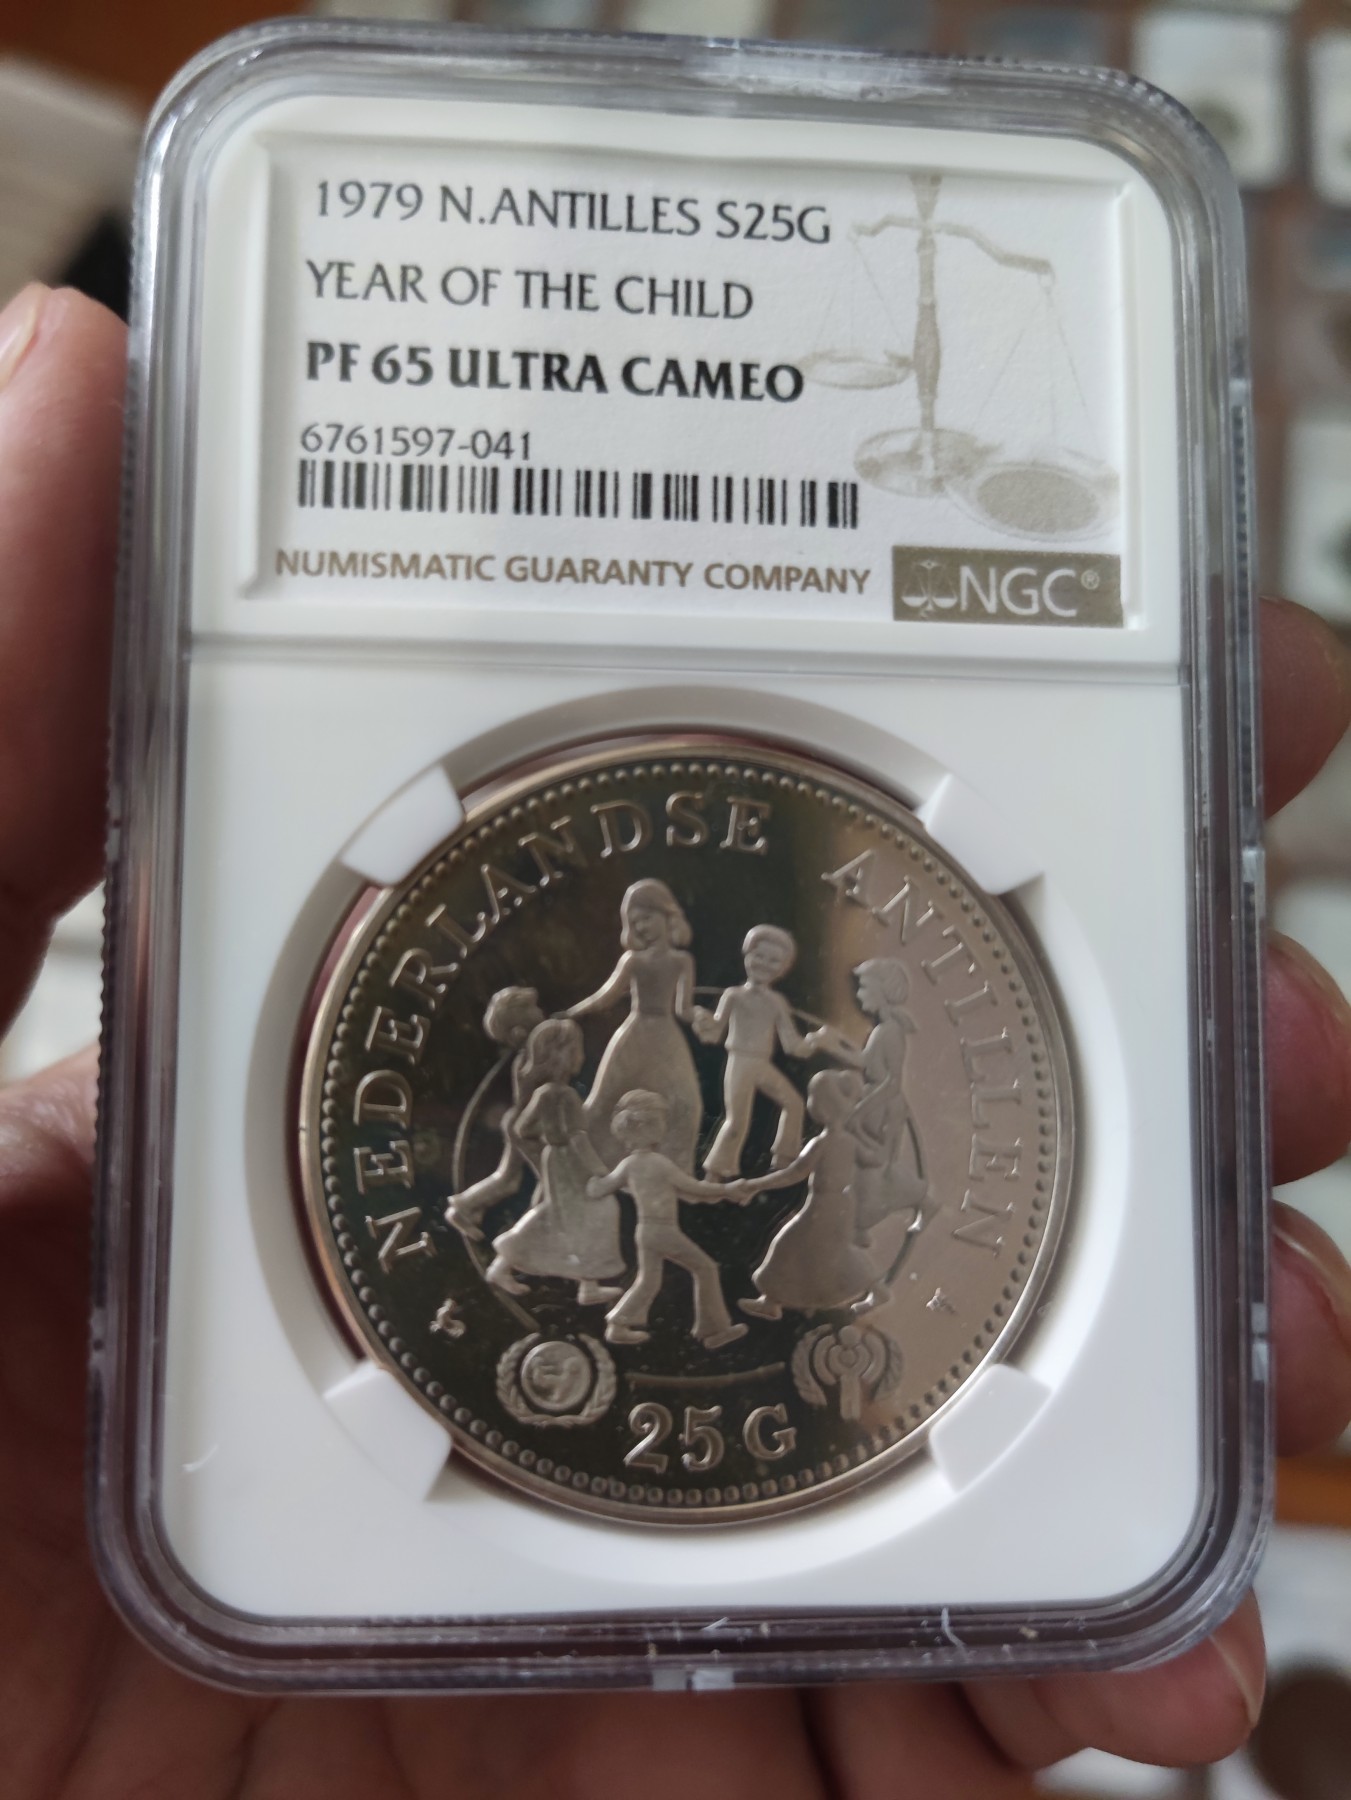 1979 N.ANTILLES S25G
YEAR OF THE CHILD
PF 65 ULTRA CAMEO
6761597-041
NUMISMATIC GUARANTY COMPANY
NGC®
NEDERLANDSE ANTILLEN
25 G